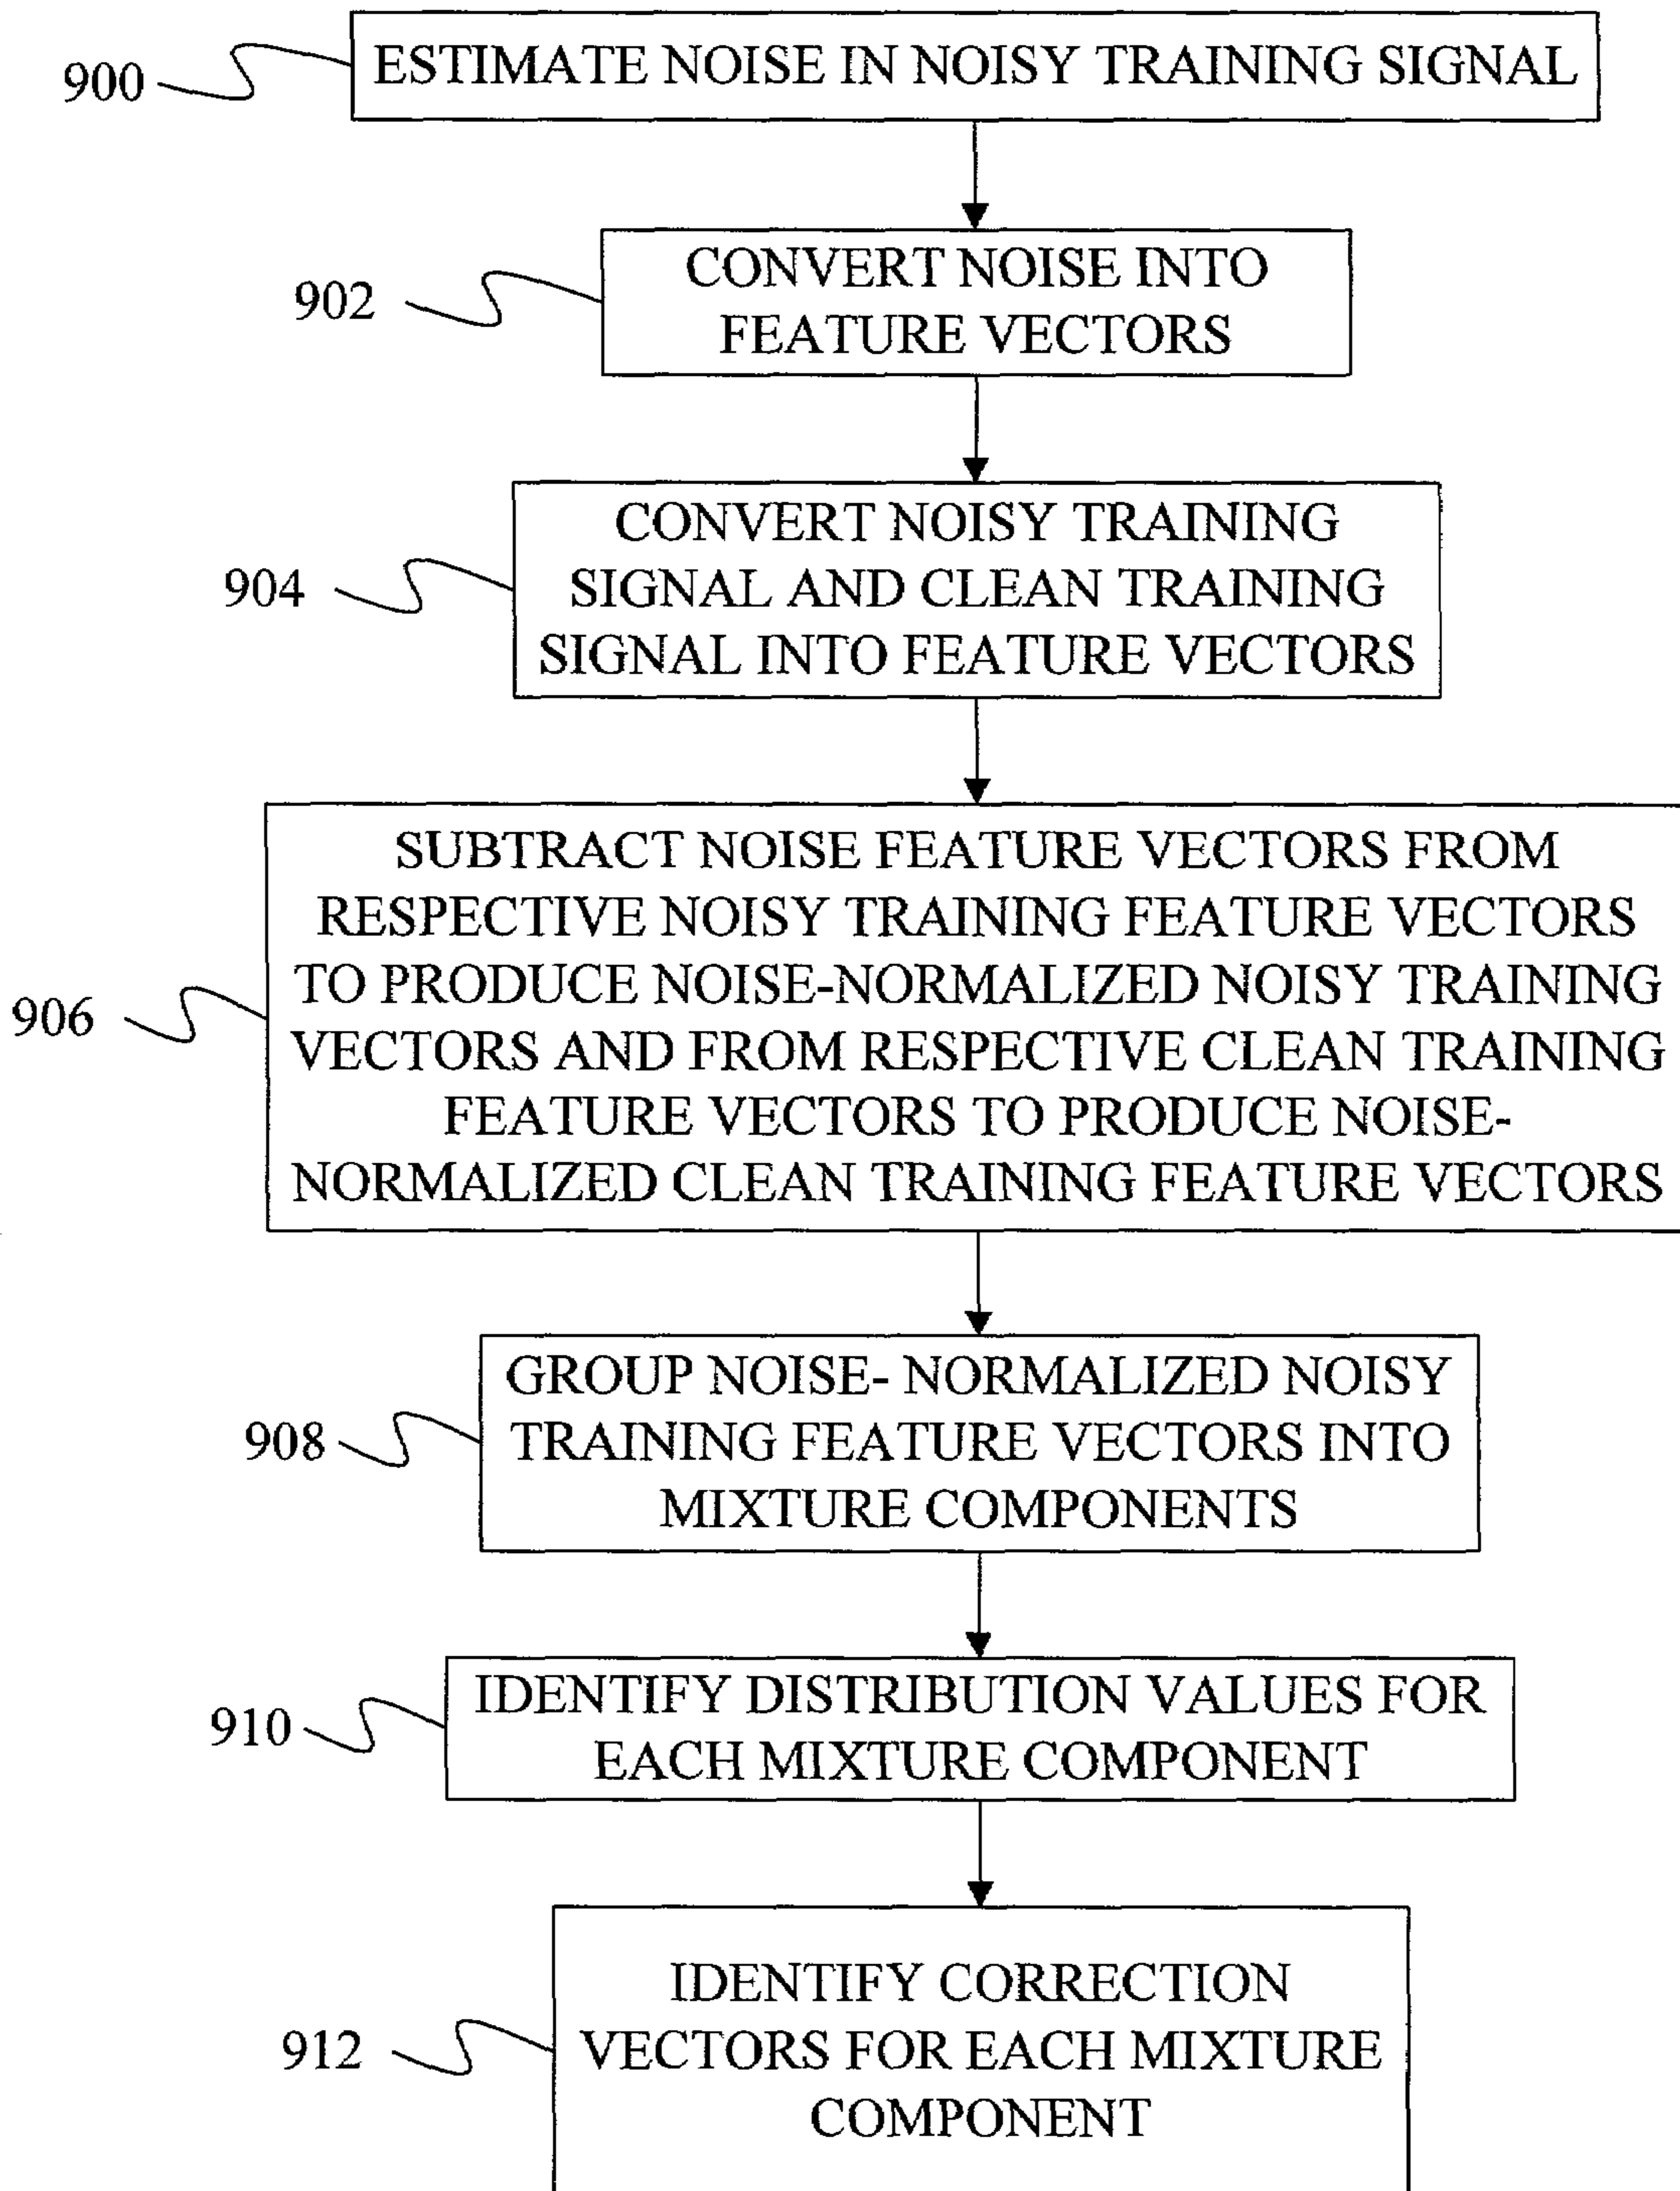 900
ESTIMATE NOISE IN NOISY TRAINING SIGNAL
902
CONVERT NOISE INTO
FEATURE VECTORS
904
CONVERT NOISY TRAINING
SIGNAL AND CLEAN TRAINING
SIGNAL INTO FEATURE VECTORS
906
SUBTRACT NOISE FEATURE VECTORS FROM
RESPECTIVE NOISY TRAINING FEATURE VECTORS
TO PRODUCE NOISE-NORMALIZED NOISY TRAINING
VECTORS AND FROM RESPECTIVE CLEAN TRAINING
FEATURE VECTORS TO PRODUCE NOISE-
NORMALIZED CLEAN TRAINING FEATURE VECTORS
908
GROUP NOISE- NORMALIZED NOISY
TRAINING FEATURE VECTORS INTO
MIXTURE COMPONENTS
910
IDENTIFY DISTRIBUTION VALUES FOR
EACH MIXTURE COMPONENT
912
IDENTIFY CORRECTION
VECTORS FOR EACH MIXTURE
COMPONENT